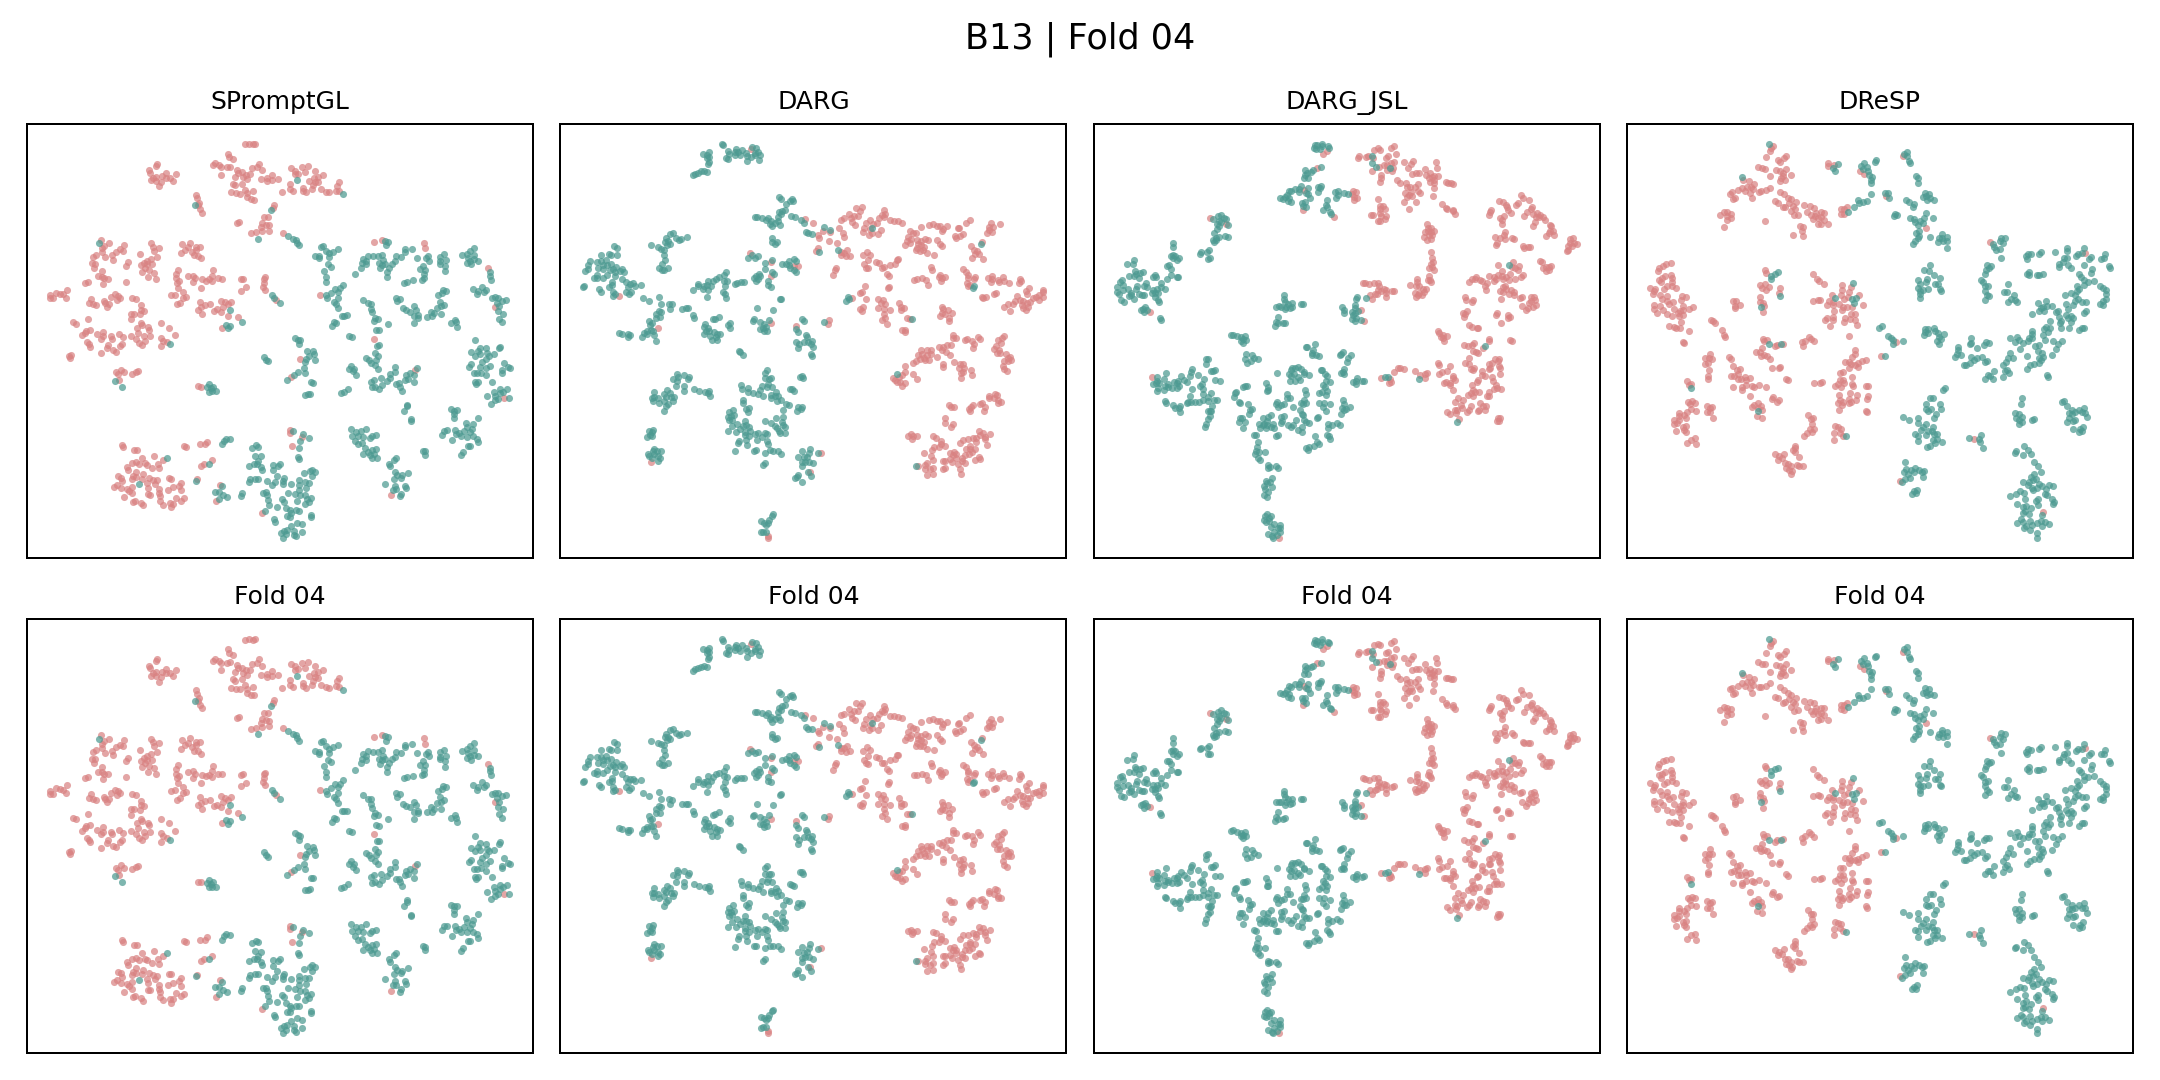 B13 | Fold 04
SPromptGL
DARG
DARG_JSL
DReSP
Fold 04
Fold 04
Fold 04
Fold 04